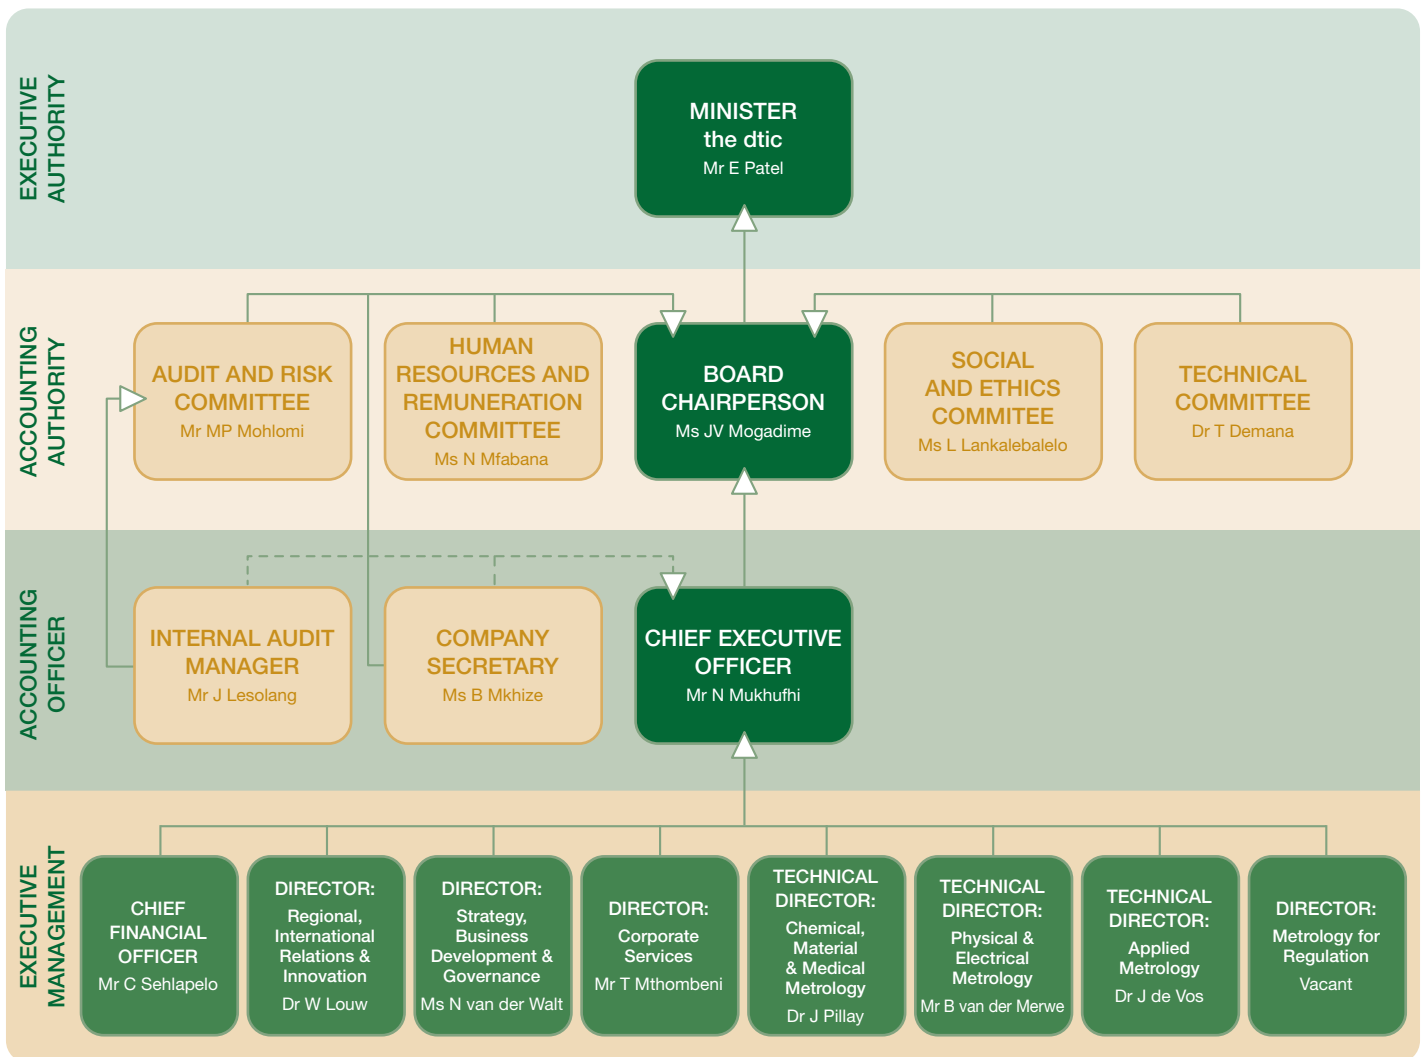 EXECUTIVE
AUTHORITY
MINISTER
the dtic
Mr E Patel
ACCOUNTING
AUTHORITY
AUDIT AND RISK
COMMITTEE
Mr MP Mohlomi
HUMAN
RESOURCES AND
REMUNERATION
COMMITTEE
Ms N Mfabana
BOARD
CHAIRPERSON
Ms JV Mogadime
SOCIAL
AND ETHICS
COMMITEE
Ms L Lankalebalelo
TECHNICAL
COMMITTEE
Dr T Demana
ACCOUNTING
OFFICER
INTERNAL AUDIT
MANAGER
Mr J Lesolang
COMPANY
SECRETARY
Ms B Mkhize
CHIEF EXECUTIVE
OFFICER
Mr N Mukhufhi
EXECUTIVE
MANAGEMENT
CHIEF
FINANCIAL
OFFICER
Mr C Sehlapelo
DIRECTOR:
Regional,
International
Relations &
Innovation
Dr W Louw
DIRECTOR:
Strategy,
Business
Development &
Governance
Ms N van der Walt
DIRECTOR:
Corporate
Services
Mr T Mthombeni
TECHNICAL
DIRECTOR:
Chemical,
Material
& Medical
Metrology
Dr J Pillay
TECHNICAL
DIRECTOR:
Physical &
Electrical
Metrology
Mr B van der Merwe
TECHNICAL
DIRECTOR:
Applied
Metrology
Dr J de Vos
DIRECTOR:
Metrology for
Regulation
Vacant